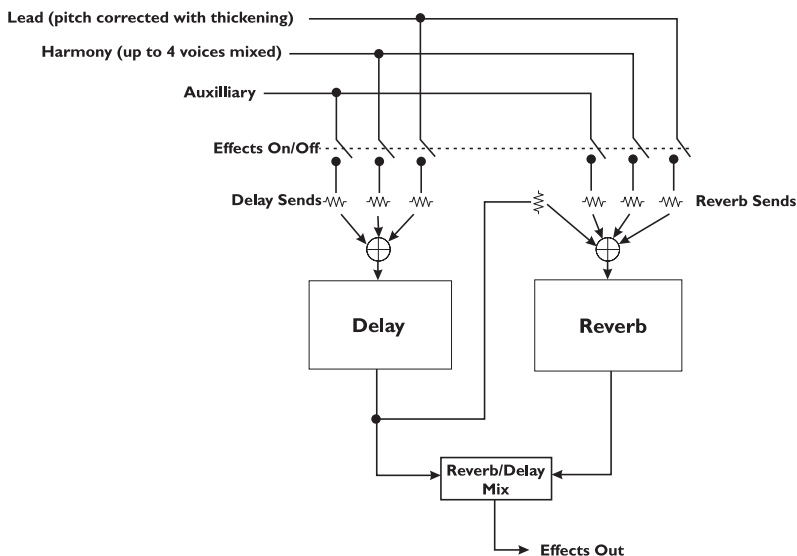 Lead (pitch corrected with thickening)
Harmony (up to 4 voices mixed)
Auxilliary
Effects On/Off
Delay Sends
Reverb Sends
Delay
Reverb
Reverb/Delay
Mix
Effects Out